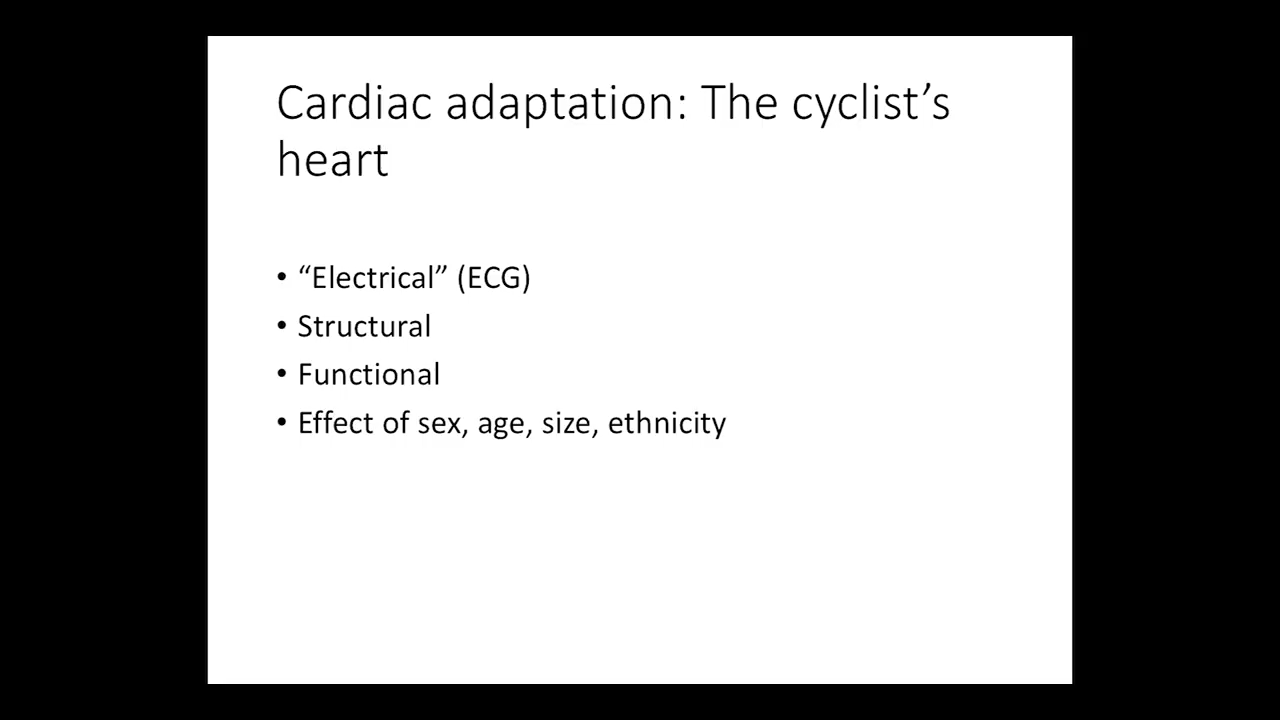 Cardiac adaptation: The cyclist’s
heart
• “Electrical” (ECG)
• Structural
• Functional
• Effect of sex, age, size, ethnicity